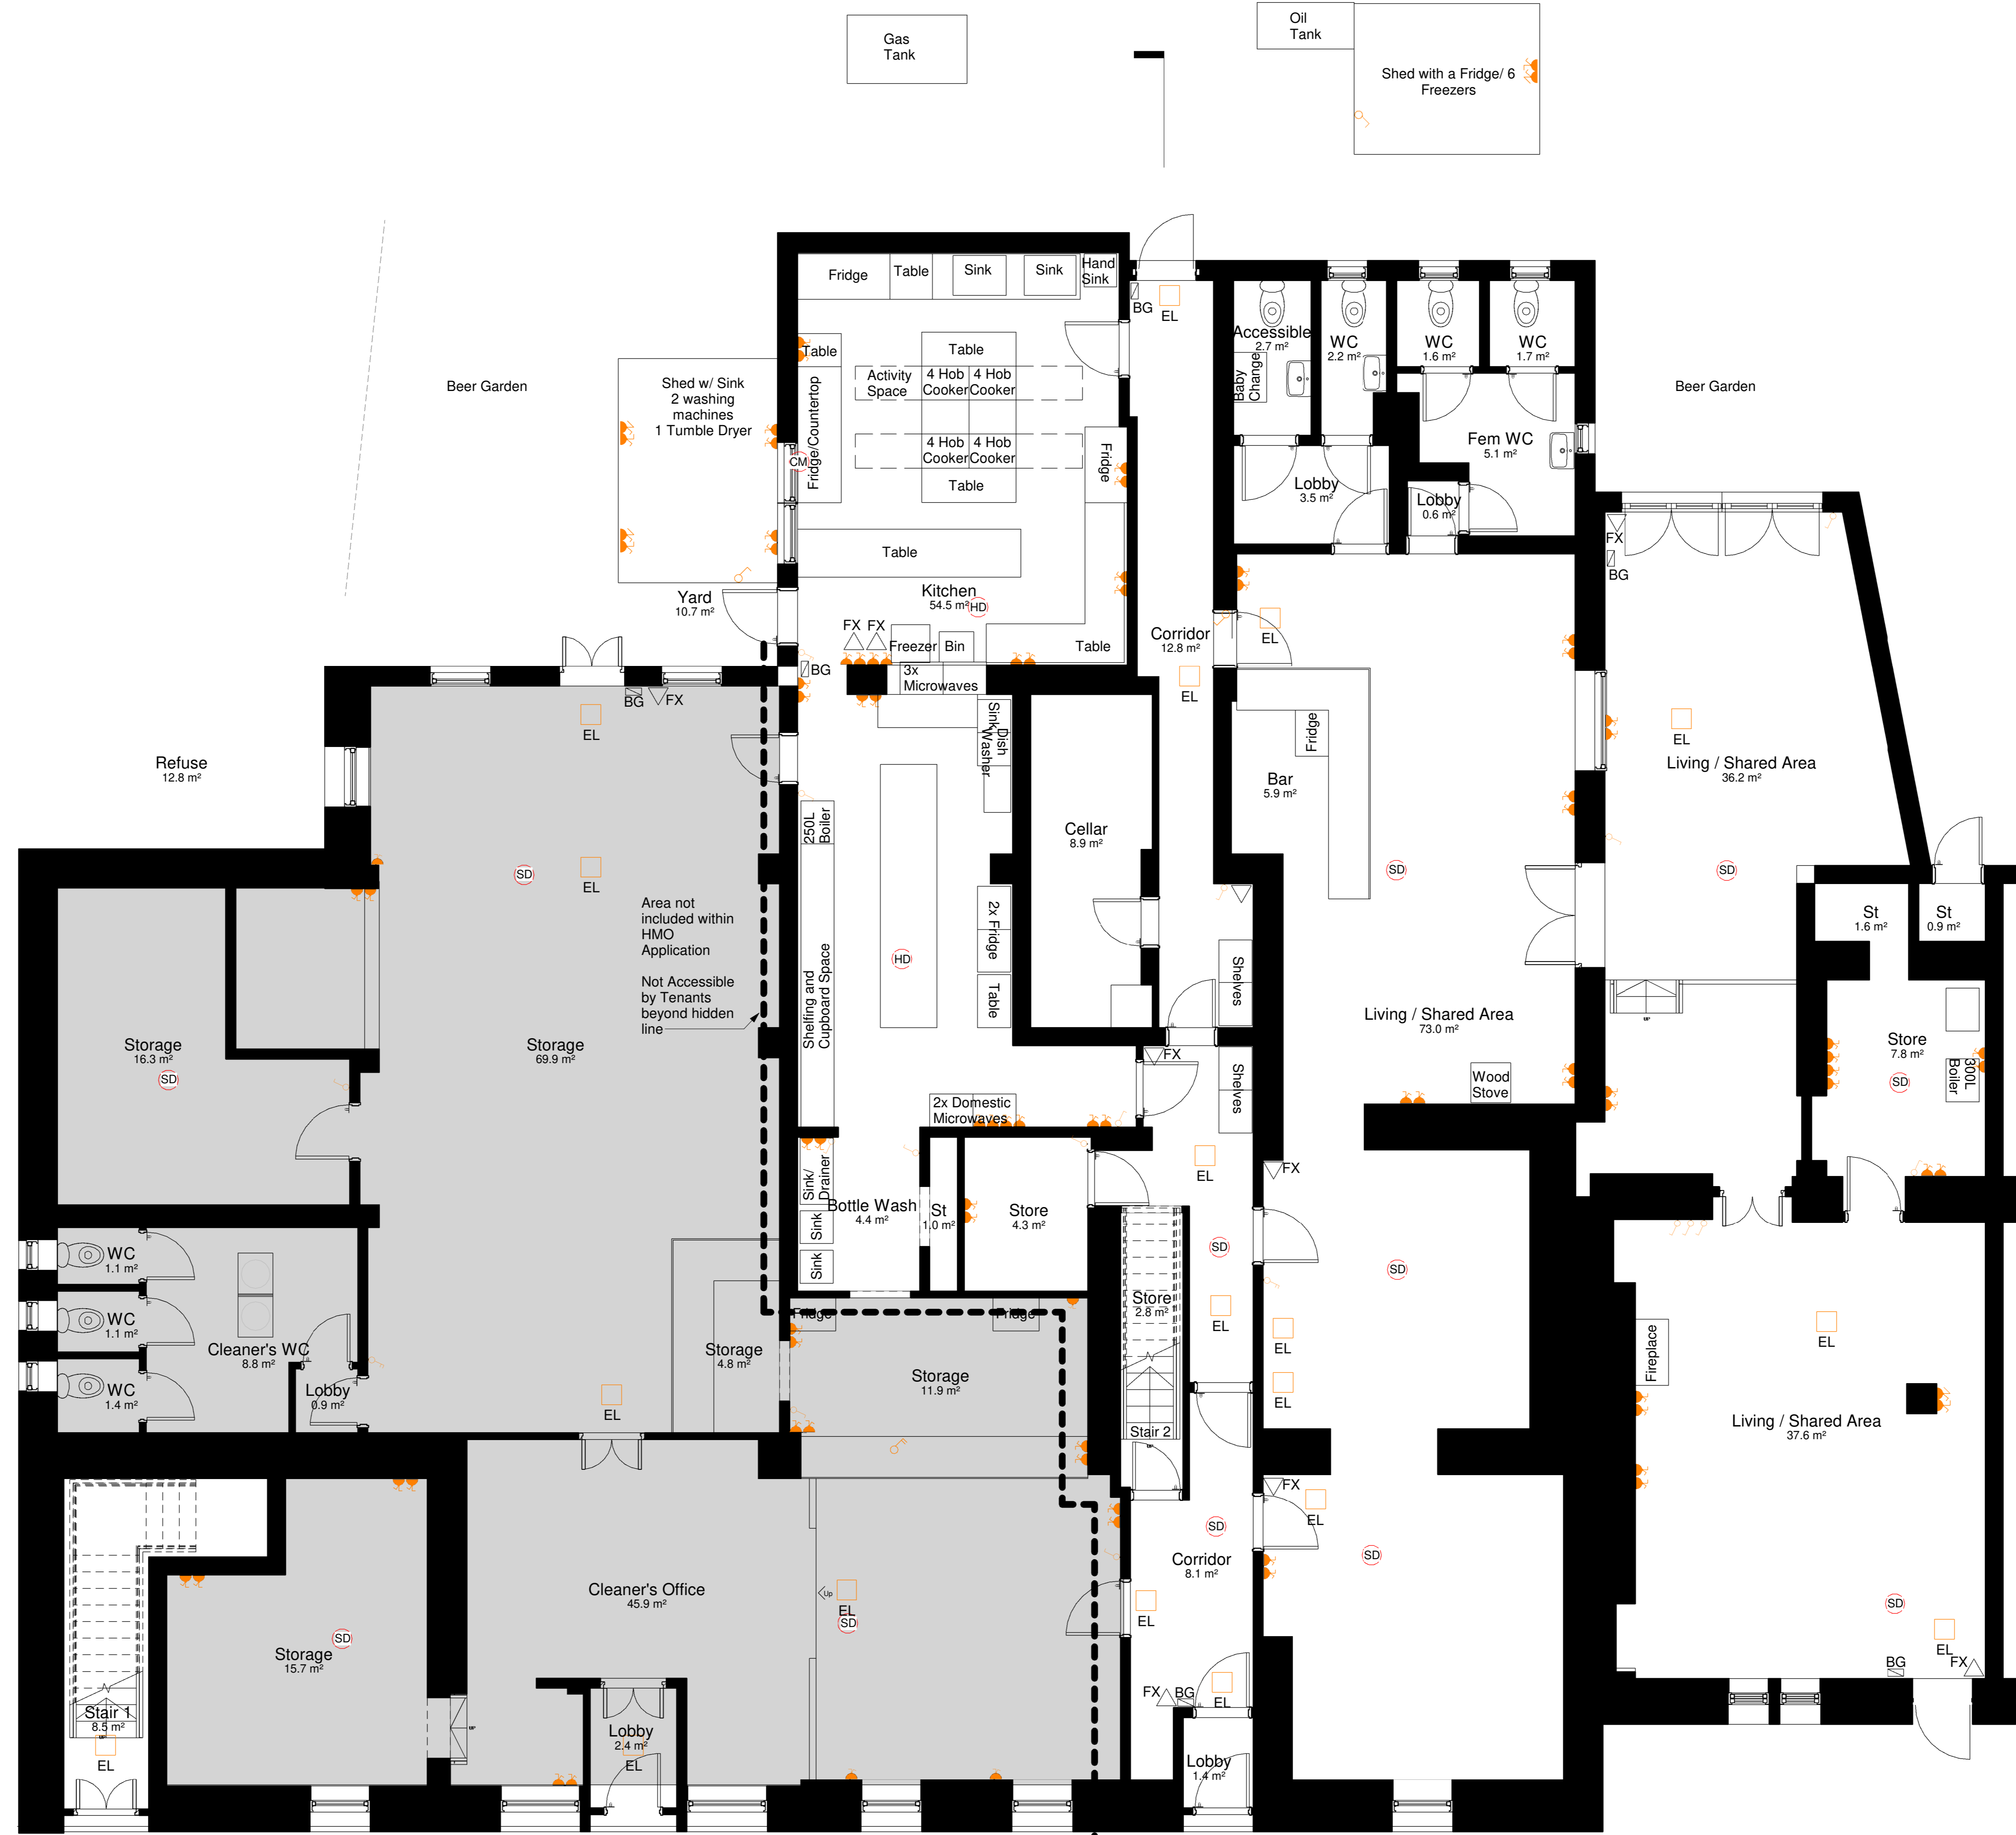 Gas
Tank
Oil
Tank
Shed with a Fridge/ 6
Freezers
Beer Garden
Shed w/ Sink
2 washing
machines
1 Tumble Dryer
CM
Yard
10.7 m²
Fridge
Table
Sink
Sink
Hand
Sink
Table
Fridge/Countertop
Table
Activity
Space
4 Hob
Cooker
4 Hob
Cooker
4 Hob
Cooker
4 Hob
Cooker
Table
Fridge
Table
Kitchen
54.5 m²
HD
FX
FX
Freezer
Bin
Table
3x
Microwaves
BG
BG
EL
Corridor
12.8 m²
EL
Accessible
2.7 m²
Baby
Change
WC
2.2 m²
WC
1.6 m²
WC
1.7 m²
Fem WC
5.1 m²
Lobby
3.5 m²
Lobby
0.6 m²
Beer Garden
FX
BG
EL
EL
Living / Shared Area
36.2 m²
SD
Fridge
Bar
5.9 m²
SD
Living / Shared Area
73.0 m²
Wood
Stove
St
1.6 m²
St
0.9 m²
Store
7.8 m²
SD
300L
Boiler
UP
Refuse
12.8 m²
BG
FX
EL
EL
SD
Area not
included within
HMO
Application
Not Accessible
by Tenants
beyond hidden
line
Storage
69.9 m²
Storage
16.3 m²
SD
Sink
Dish
Washer
250L
Boiler
Shelfing and
Cupboard Space
HD
2x Fridge
Table
2x Domestic
Microwaves
Cellar
8.9 m²
Shelves
Shelves
FX
EL
Sink/
Drainer
Sink
Sink
Bottle Wash
4.4 m²
St
1.0 m²
Store
4.3 m²
SD
Store
2.8 m²
EL
Stair 2
UP
FX
SD
EL
EL
FX
EL
SD
WC
1.1 m²
WC
1.1 m²
WC
1.4 m²
Cleaner's WC
8.8 m²
Lobby
0.9 m²
EL
Storage
4.8 m²
Fridge
Fridge
Storage
11.9 m²
Fireplace
EL
Living / Shared Area
37.6 m²
SD
EL
BG
FX
SD
Corridor
8.1 m²
EL
EL
FX
BG
Lobby
1.4 m²
Cleaner's Office
45.9 m²
Up
EL
SD
Lobby
2.4 m²
EL
UP
Storage
15.7 m²
SD
Stair 1
8.5 m²
UP
EL